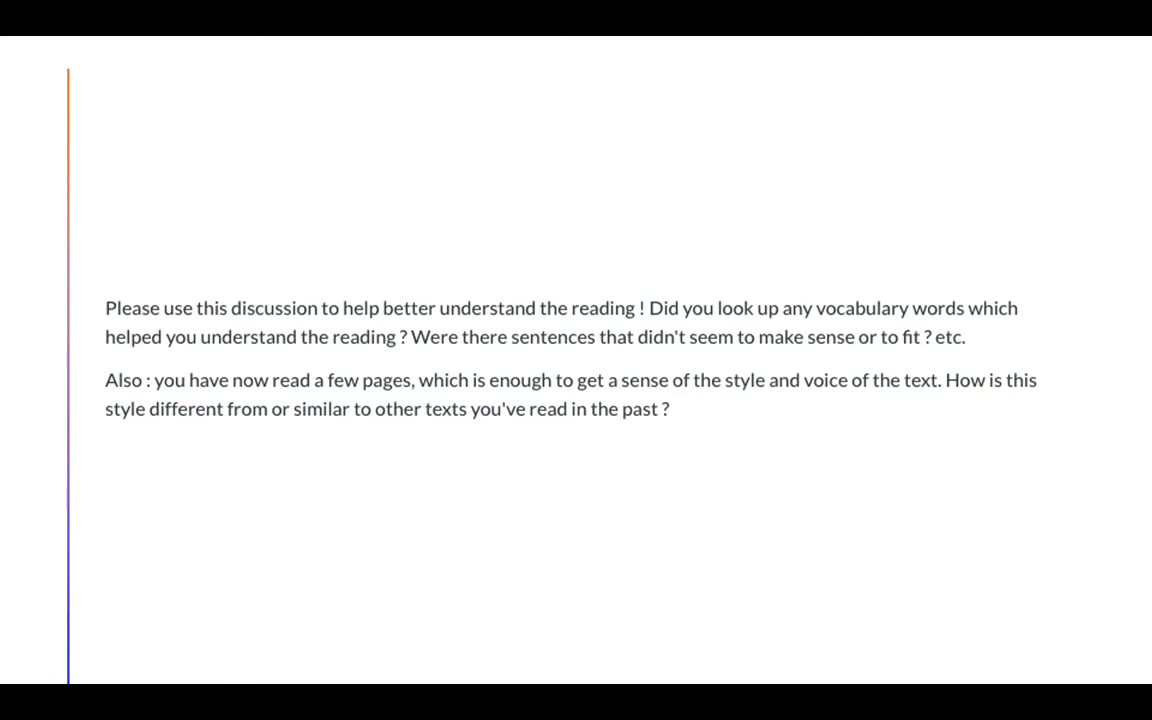 Please use this discussion to help better understand the reading ! Did you look up any vocabulary words which
helped you understand the reading ? Were there sentences that didn't seem to make sense or to fit ? etc.
Also : you have now read a few pages, which is enough to get a sense of the style and voice of the text. How is this
style different from or similar to other texts you've read in the past ?